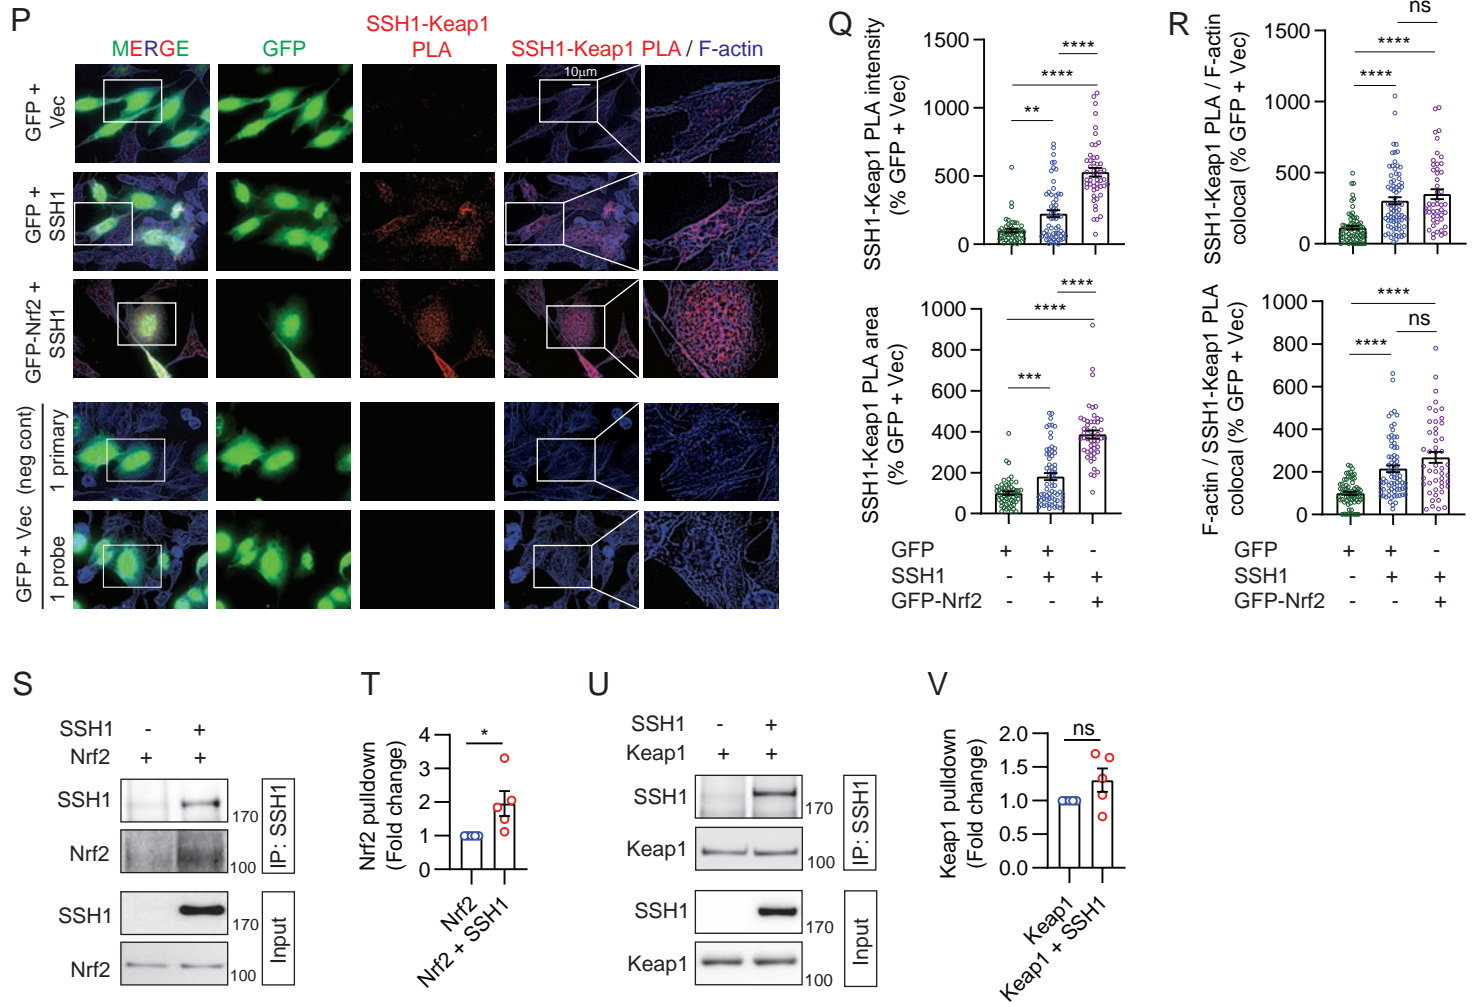 P
MERGE
GFP
SSH1-Keap1
PLA
SSH1-Keap1 PLA / F-actin
10μm
GFP +
Vec
GFP +
SSH1
GFP-Nrf2 +
SSH1
GFP + Vec (neg cont)
1 primary
1 probe
Q
SSH1-Keap1 PLA intensity
(% GFP + Vec)
1500
1000
500
0
****
****
**
SSH1-Keap1 PLA area
(% GFP + Vec)
1000
800
600
400
200
0
****
****
***
GFP + + -
SSH1 - + +
GFP-Nrf2 - - +
R
SSH1-Keap1 PLA / F-actin
colocal (% GFP + Vec)
1500
1000
500
0
ns
****
****
F-actin / SSH1-Keap1 PLA
colocal (% GFP + Vec)
1000
800
600
400
200
0
****
ns
****
GFP + + -
SSH1 - + +
GFP-Nrf2 - - +
S
SSH1 - +
Nrf2 + +
SSH1
170
Nrf2
100
IP: SSH1
SSH1
170
Nrf2
100
Input
T
Nrf2 pulldown
(Fold change)
4
3
2
1
0
*
Nrf2
Nrf2 + SSH1
U
SSH1 - +
Keap1 + +
SSH1
170
Keap1
100
IP: SSH1
SSH1
170
Keap1
100
Input
V
Keap1 pulldown
(Fold change)
2.0
1.5
1.0
0.5
0.0
ns
Keap1
Keap1 + SSH1